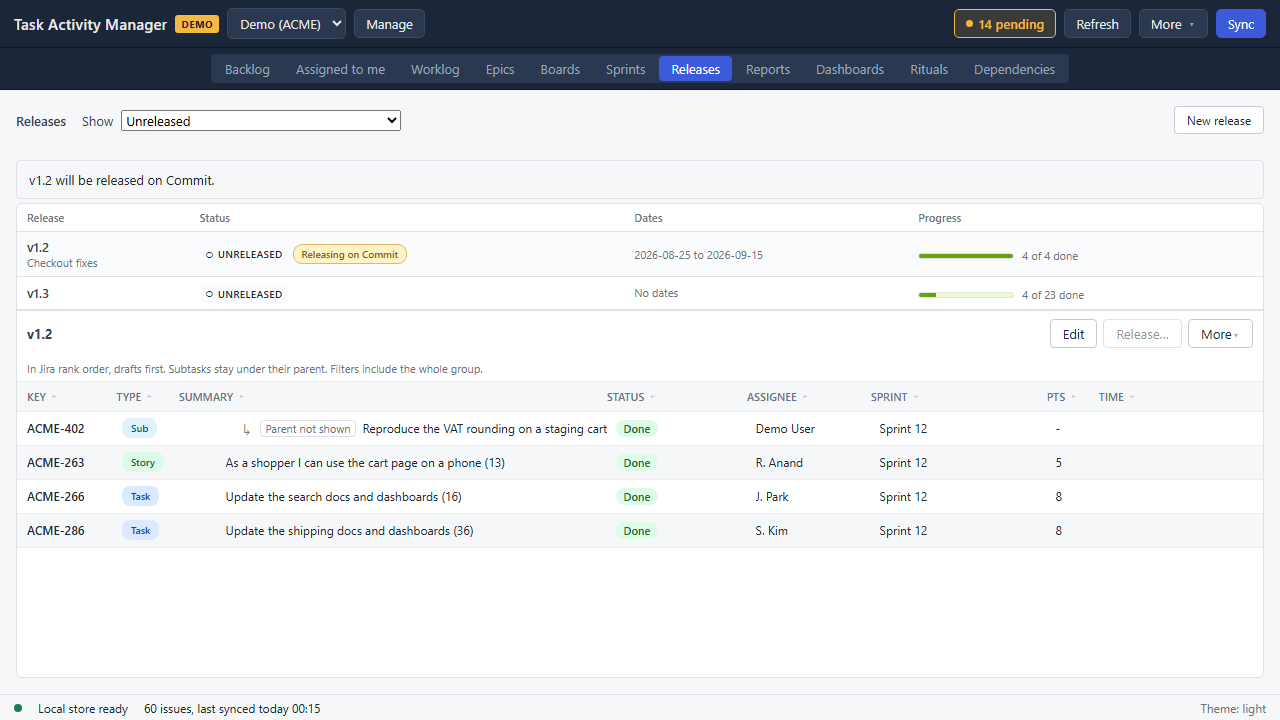 Task Activity Manager DEMO Demo (ACME) Manage 14 pending Refresh More Sync
Backlog Assigned to me Worklog Epics Boards Sprints Releases Reports Dashboards Rituals Dependencies
Releases Show Unreleased New release
v1.2 will be released on Commit.
Release Status Dates Progress
v1.2
Checkout fixes
UNRELEASED Releasing on Commit 2026-08-25 to 2026-09-15 4 of 4 done
v1.3 UNRELEASED No dates 4 of 23 done
v1.2 Edit Release... More
In Jira rank order, drafts first. Subtasks stay under their parent. Filters include the whole group.
KEY TYPE SUMMARY STATUS ASSIGNEE SPRINT PTS TIME
ACME-402 Sub ↳ Parent not shown Reproduce the VAT rounding on a staging cart Done Demo User Sprint 12 -
ACME-263 Story As a shopper I can use the cart page on a phone (13) Done R. Anand Sprint 12 5
ACME-266 Task Update the search docs and dashboards (16) Done J. Park Sprint 12 8
ACME-286 Task Update the shipping docs and dashboards (36) Done S. Kim Sprint 12 8
Local store ready 60 issues, last synced today 00:15 Theme: light